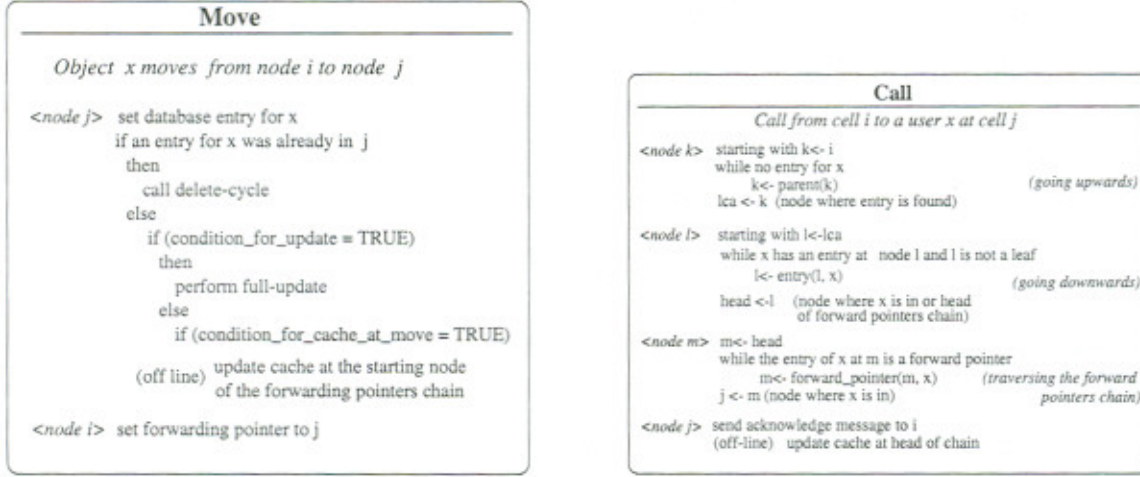 Move
Object x moves from node i to node j
<node j> set database entry for x
if an entry for x was already in j
then
call delete-cycle
else
if (condition_for_update = TRUE)
then
perform full-update
else
if (condition_for_cache_at_move = TRUE)
(off line) update cache at the starting node
of the forwarding pointers chain
<node i> set forwarding pointer to j
Call
Call from cell i to a user x at cell j
<node k> starting with k<- i
while no entry for x
k<- parent(k) (going upwards)
lca <- k (node where entry is found)
<node l> starting with l<-lca
while x has an entry at node l and l is not a leaf
l<- entry(l, x)
(going downwards)
head <-l (node where x is in or head
of forward pointers chain)
<node m> m<- head
while the entry of x at m is a forward pointer
m<- forward_pointer(m, x) (traversing the forward
j <- m (node where x is in) pointers chain)
<node j> send acknowledge message to i
(off-line) update cache at head of chain